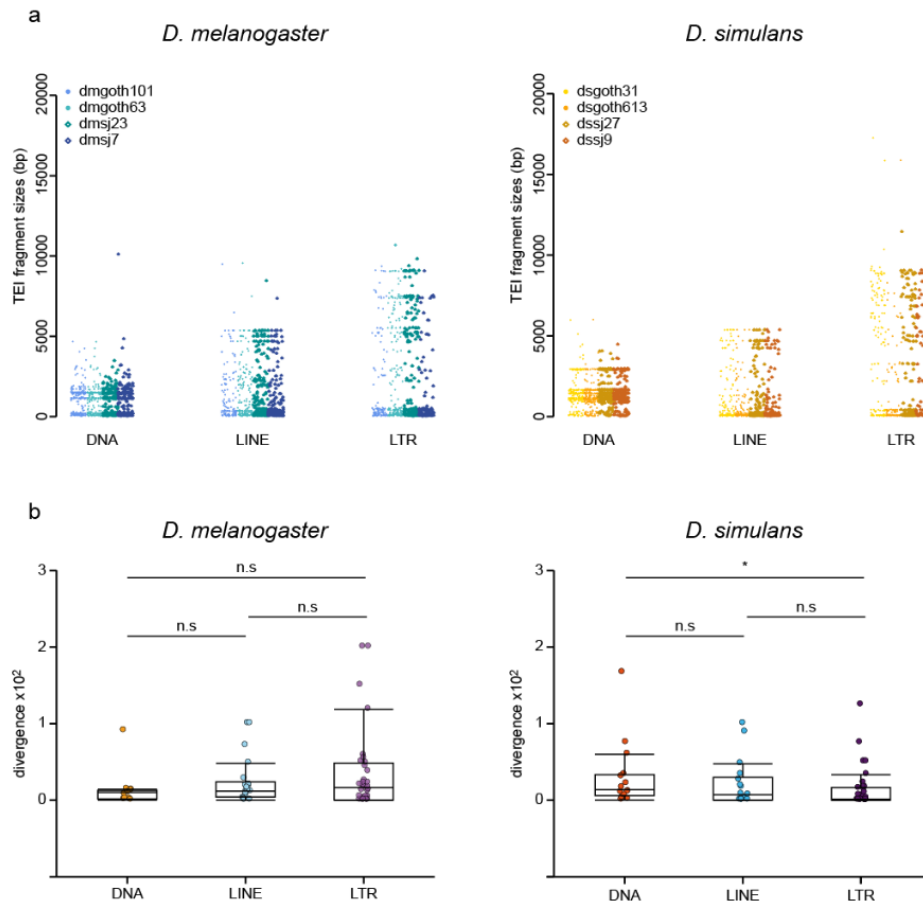 a
D. melanogaster
D. simulans
TEI fragment sizes (bp)
20000
15000
10000
5000
0
dmgoth101
dmgoth63
dmsj23
dmsj7
DNA
LINE
LTR
TEI fragment sizes (bp)
20000
15000
10000
5000
0
dsgoth31
dsgoth613
dssj27
dssj9
DNA
LINE
LTR
b
D. melanogaster
D. simulans
divergence x10²
3
2
1
0
n.s
n.s
n.s
DNA
LINE
LTR
divergence x10²
3
2
1
0
*
n.s
n.s
DNA
LINE
LTR